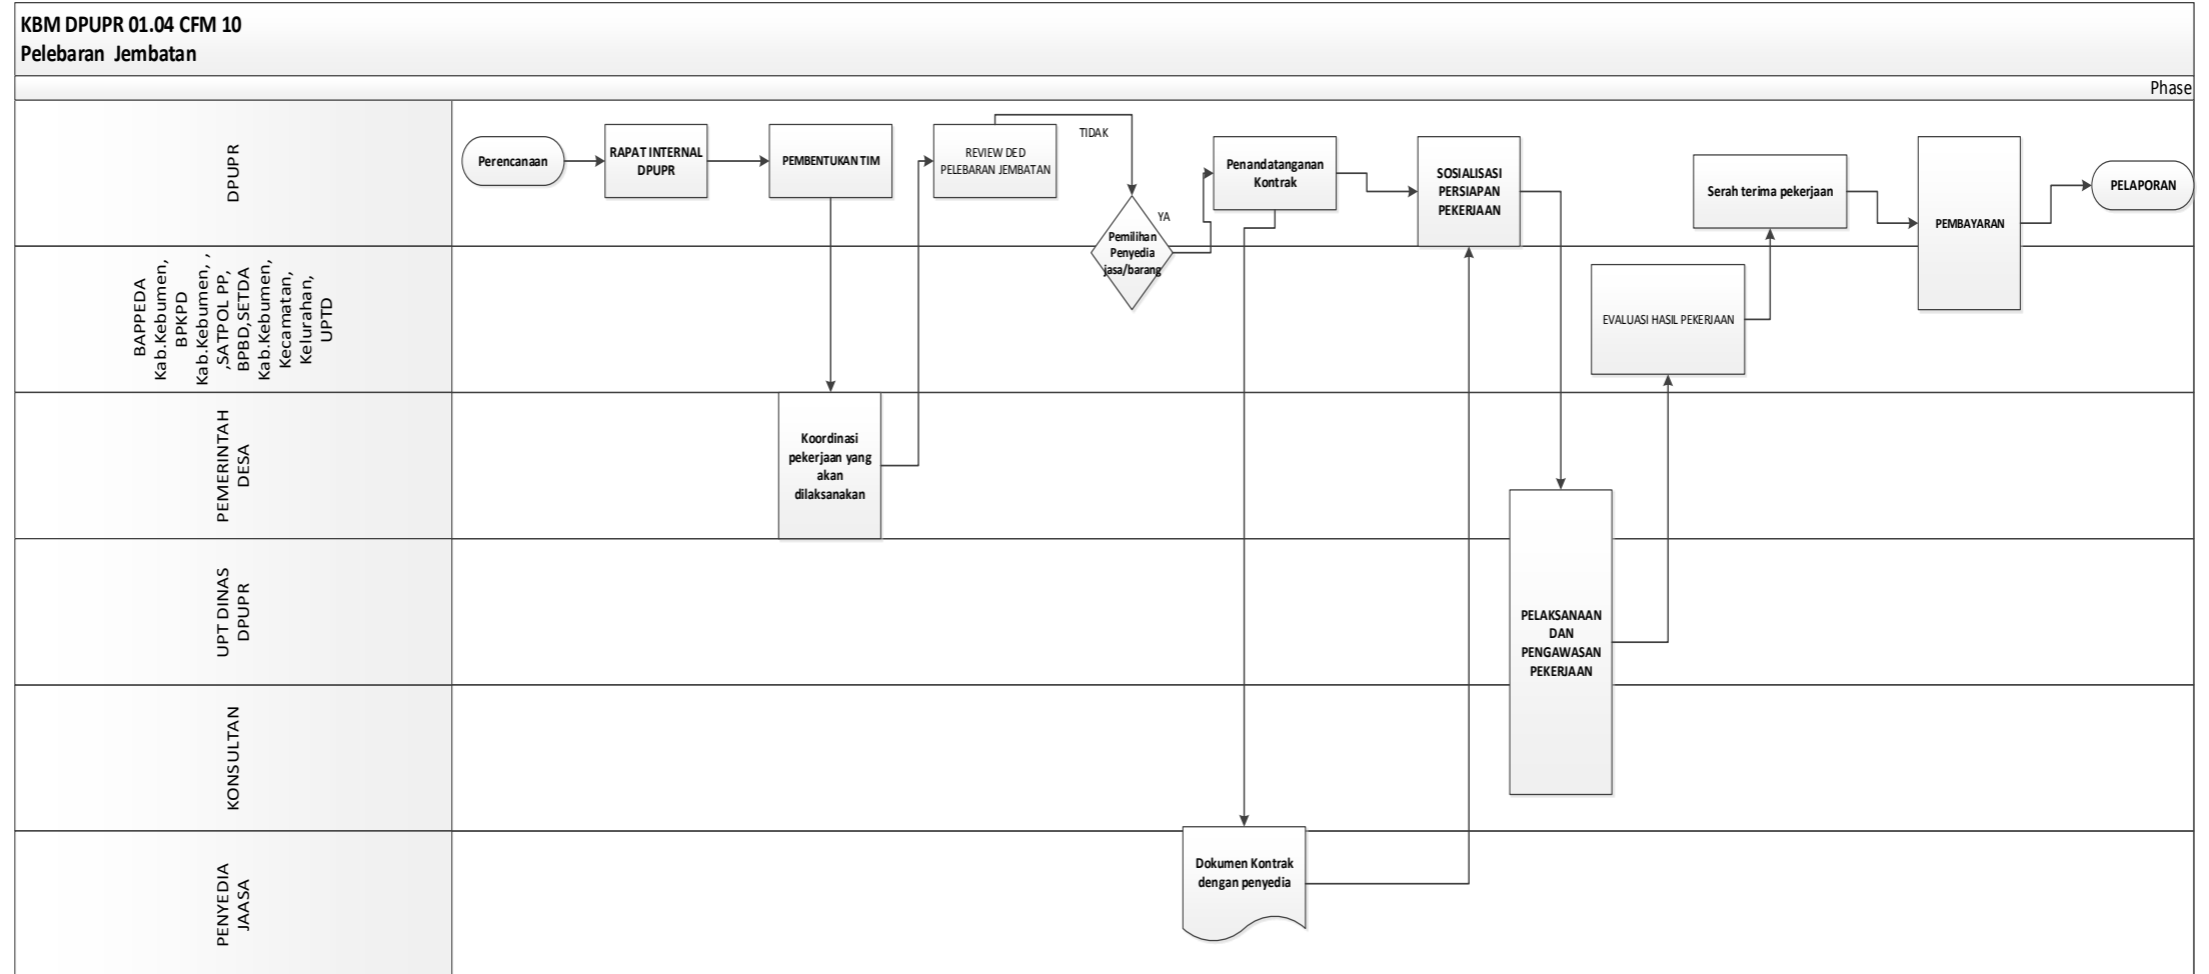 KBM DPUPR 01.04 CFM 10
Pelebaran Jembatan
Phase
DPUPR
Perencanaan
RAPAT INTERNAL
DPUPR
PEMBENTUKAN TIM
REVIEW DED
PELEBARAN JEMBATAN
TIDAK
YA
Pemilihan
Penyedia
jasa/barang
Penandatanganan
Kontrak
SOSIALISASI
PERSIAPAN
PEKERJAAN
Serah terima pekerjaan
PEMBAYARAN
PELAPORAN
BAPPEDA
Kab.Kebumen,
BPKPD
Kab.Kebumen, ,
,SATPOL PP,
BPBD,SETDA
Kab.Kebumen,
Kecamatan,
Kelurahan,
UPTD
EVALUASI HASIL PEKERJAAN
PEMERINTAH
DESA
Koordinasi
pekerjaan yang
akan
dilaksanakan
UPT DINAS
DPUPR
PELAKSANAAN
DAN
PENGAWASAN
PEKERJAAN
KONSULTAN
PENYEDIA
JAASA
Dokumen Kontrak
dengan penyedia